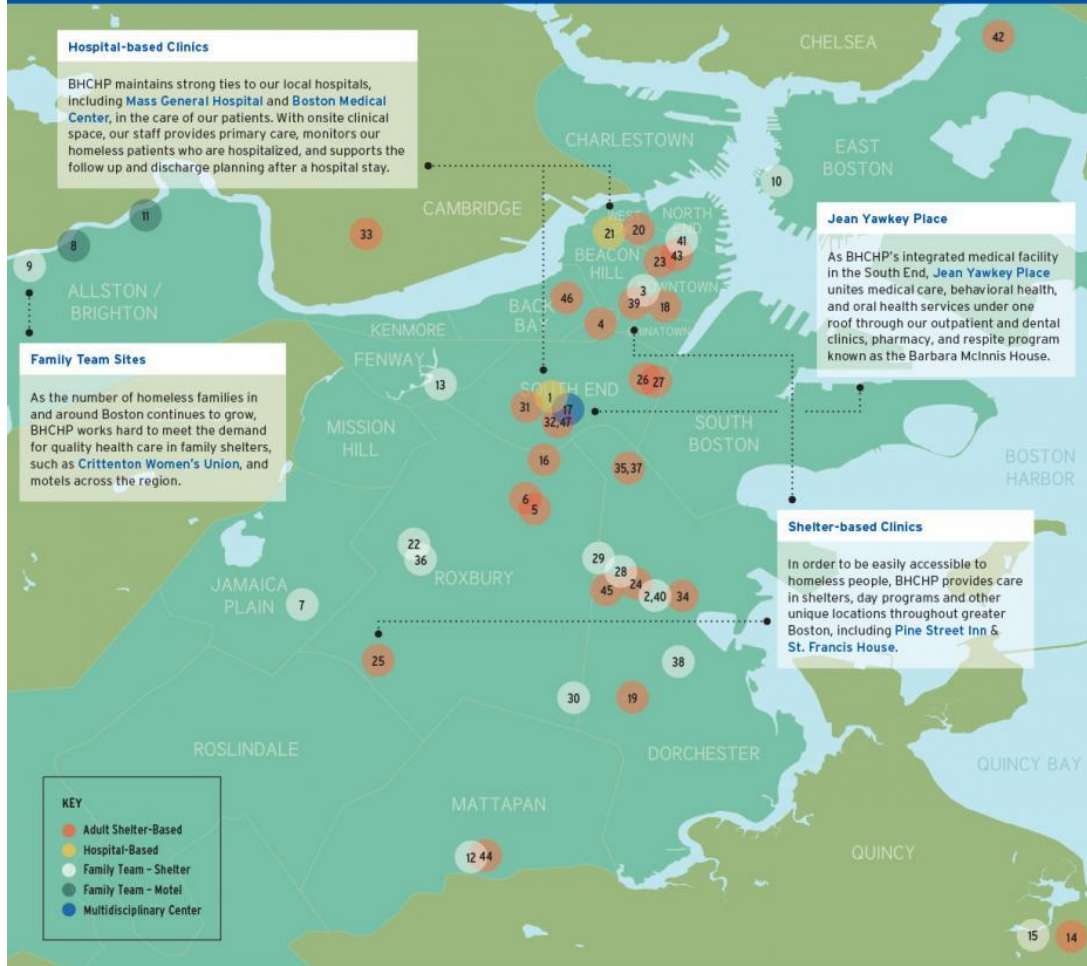 Hospital-based Clinics
BHCHP maintains strong ties to our local hospitals,
including Mass General Hospital and Boston Medical
Center, in the care of our patients. With onsite clinical
space, our staff provides primary care, monitors our
homeless patients who are hospitalized, and supports the
follow up and discharge planning after a hospital stay.
CHELSEA
42
CHARLESTOWN
EAST
BOSTON
10
11
8
9
33
CAMBRIDGE
ALLSTON /
BRIGHTON
WEST
21
20
NORTH
END
41
BEACON
HILL
23
43
3
DOWNTOWN
39
18
46
BACK
BAY
4
CHINATOWN
KENMORE
FENWAY
13
Jean Yawkey Place
As BHCHP's integrated medical facility
in the South End, Jean Yawkey Place
unites medical care, behavioral health,
and oral health services under one
roof through our outpatient and dental
clinics, pharmacy, and respite program
known as the Barbara McInnis House.
Family Team Sites
As the number of homeless families in
and around Boston continues to grow,
BHCHP works hard to meet the demand
for quality health care in family shelters,
such as Crittenton Women's Union, and
motels across the region.
SOUTH END
26
27
1
31
17
32,47
MISSION
HILL
SOUTH
BOSTON
BOSTON
HARBOR
16
35,37
6
5
22
36
ROXBURY
29
28
24
45
2,40
34
JAMAICA
PLAIN
7
25
38
30
19
Shelter-based Clinics
In order to be easily accessible to
homeless people, BHCHP provides care
in shelters, day programs and other
unique locations throughout greater
Boston, including Pine Street Inn &
St. Francis House.
ROSLINDALE
DORCHESTER
QUINCY BAY
MATTAPAN
12
44
QUINCY
15
14
KEY
Adult Shelter-Based
Hospital-Based
Family Team – Shelter
Family Team – Motel
Multidisciplinary Center